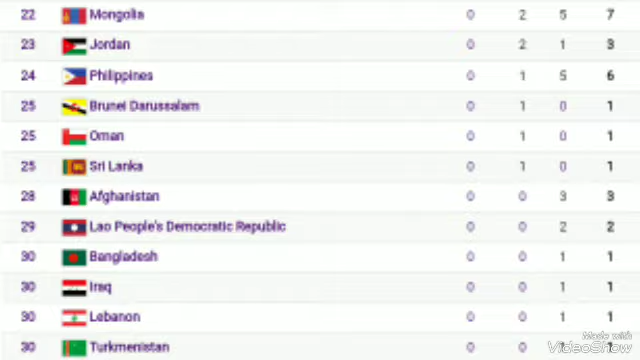 22 Mongolia 0 2 5 7
23 Jordan 0 2 1 3
24 Philippines 0 1 5 6
25 Brunei Darussalam 0 1 0 1
25 Oman 0 1 0 1
25 Sri Lanka 0 1 0 1
28 Afghanistan 0 0 3 3
29 Lao People's Democratic Republic 0 0 2 2
30 Bangladesh 0 0 1 1
30 Iraq 0 0 1 1
30 Lebanon 0 0 1 1
30 Turkmenistan 0 0 1 1
Made with
VideoShow